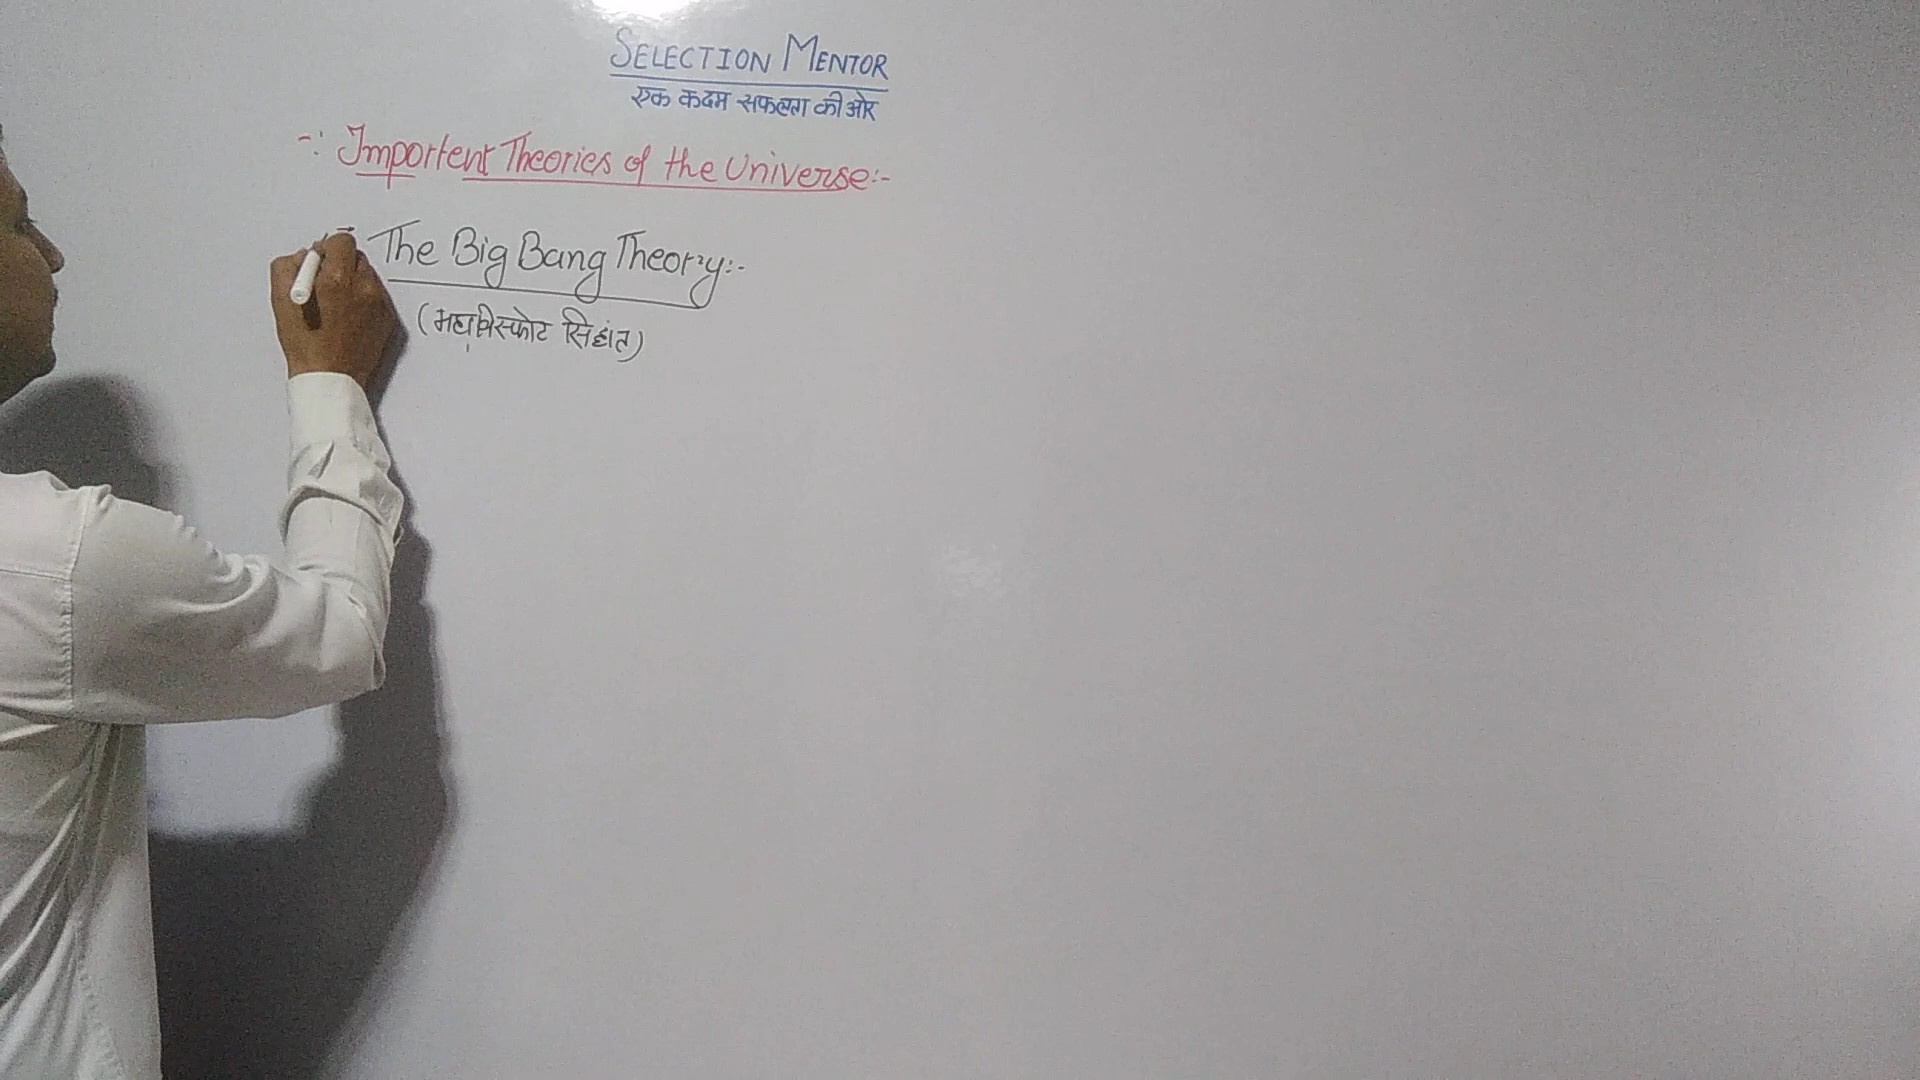 SELECTION MENTOR
एक कदम सफलता की ओर
-: Importent Theories of the Universe:-
The Big Bang Theory:-
(महाविस्फोट सिद्धांत)